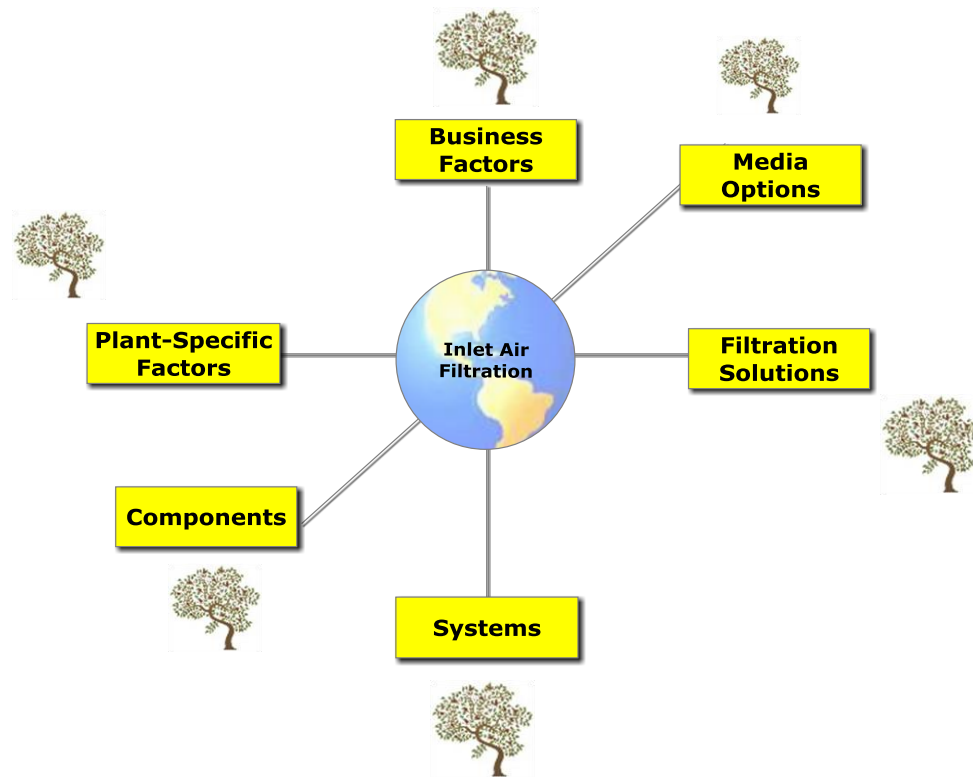 Business
Factors
Media
Options
Plant-Specific
Factors
Inlet Air
Filtration
Filtration
Solutions
Components
Systems